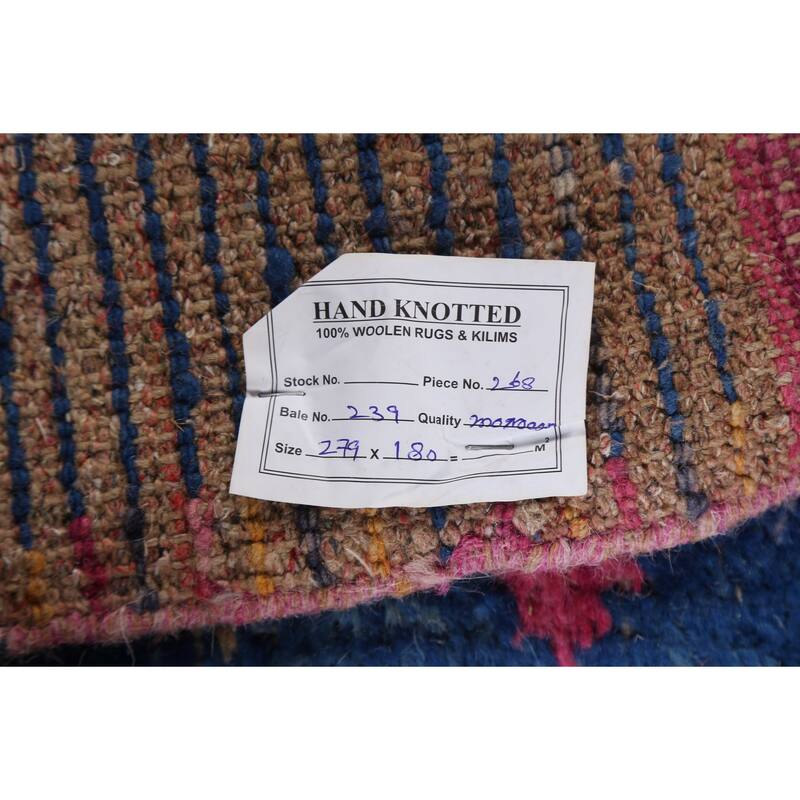 HAND KNOTTED
100% WOOLEN RUGS & KILIMS
Stock No. Piece No. 268
Bale No. 239 Quality
Size 279 x 180 = M²